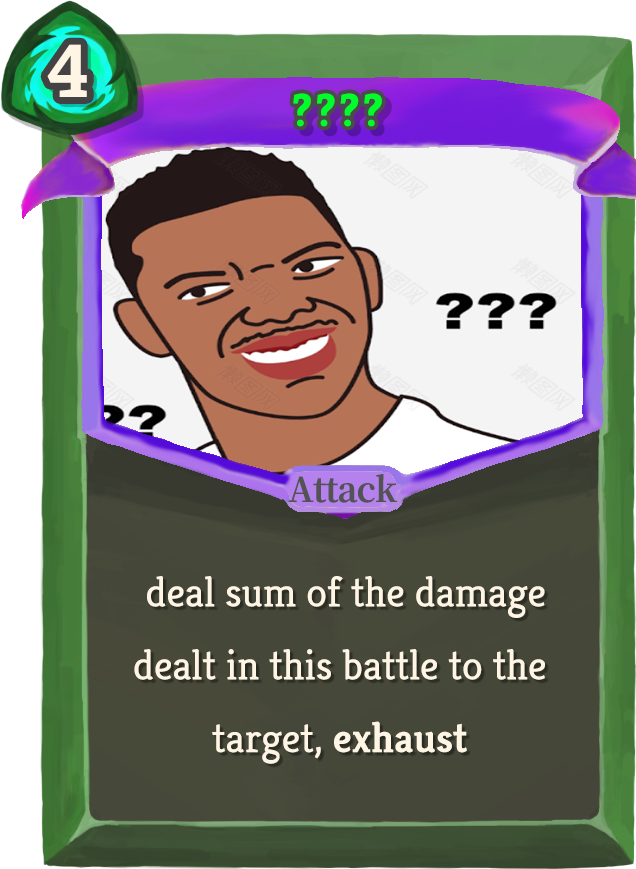 4
????
???
??
Attack
deal sum of the damage
dealt in this battle to the
target, exhaust